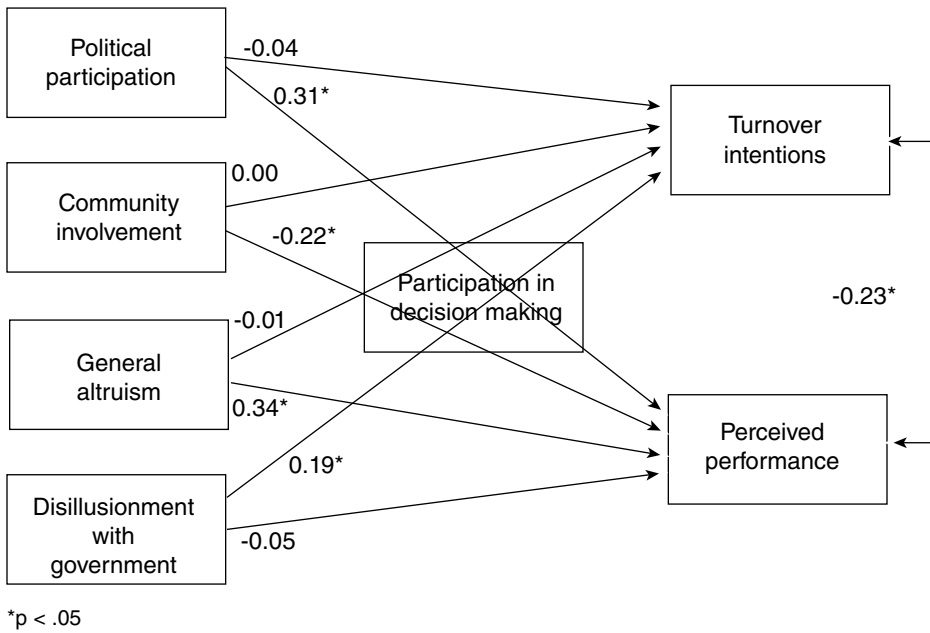 Political
participation
-0.04
0.31*
Turnover
intentions
Community
involvement
0.00
-0.22*
Participation in
decision making
-0.23*
General
altruism
-0.01
0.34*
Perceived
performance
Disillusionment
with
government
0.19*
-0.05
*p < .05